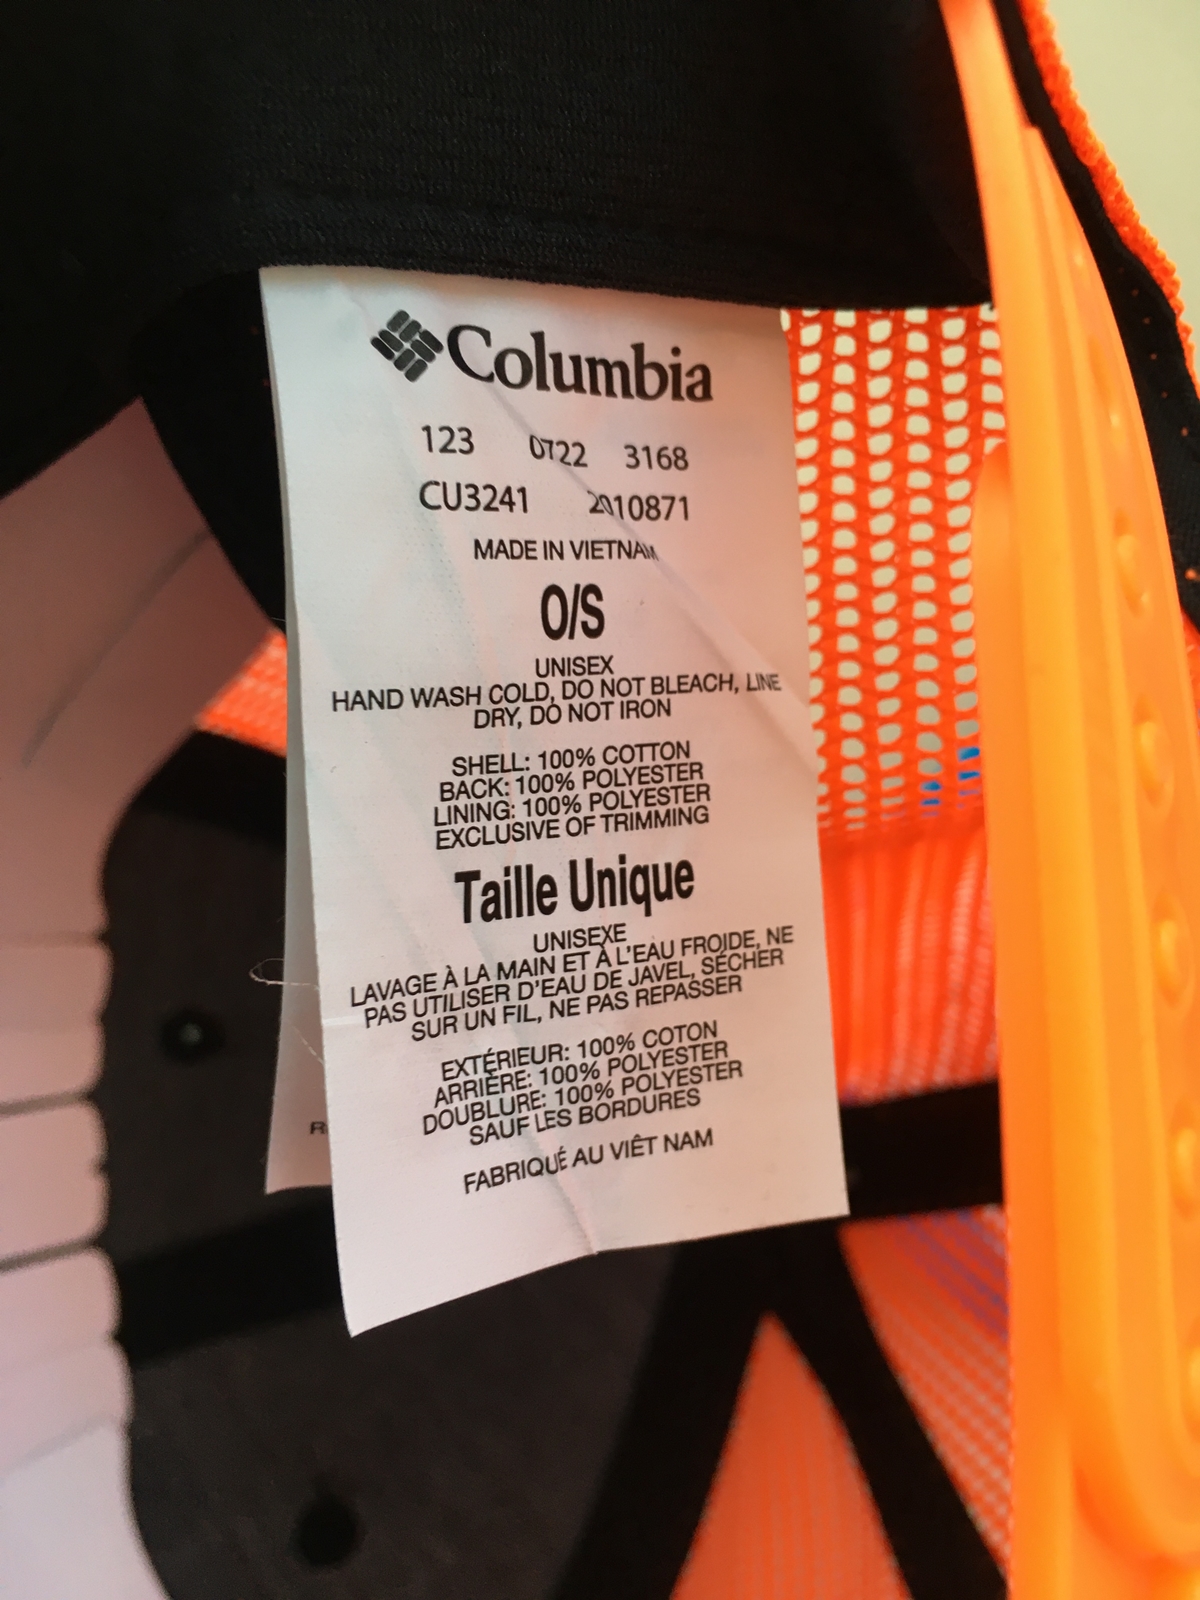 Columbia
123 0722 3168
CU3241 2010871
MADE IN VIETNAM
O/S
UNISEX
HAND WASH COLD, DO NOT BLEACH, LINE
DRY, DO NOT IRON
SHELL: 100% COTTON
BACK: 100% POLYESTER
LINING: 100% POLYESTER
EXCLUSIVE OF TRIMMING
Taille Unique
UNISEXE
LAVAGE À LA MAIN ET À L'EAU FROIDE, NE
PAS UTILISER D'EAU DE JAVEL, SÉCHER
SUR UN FIL, NE PAS REPASSER
EXTÉRIEUR: 100% COTON
ARRIÈRE: 100% POLYESTER
DOUBLURE: 100% POLYESTER
SAUF LES BORDURES
FABRIQUÉ AU VIÊT NAM